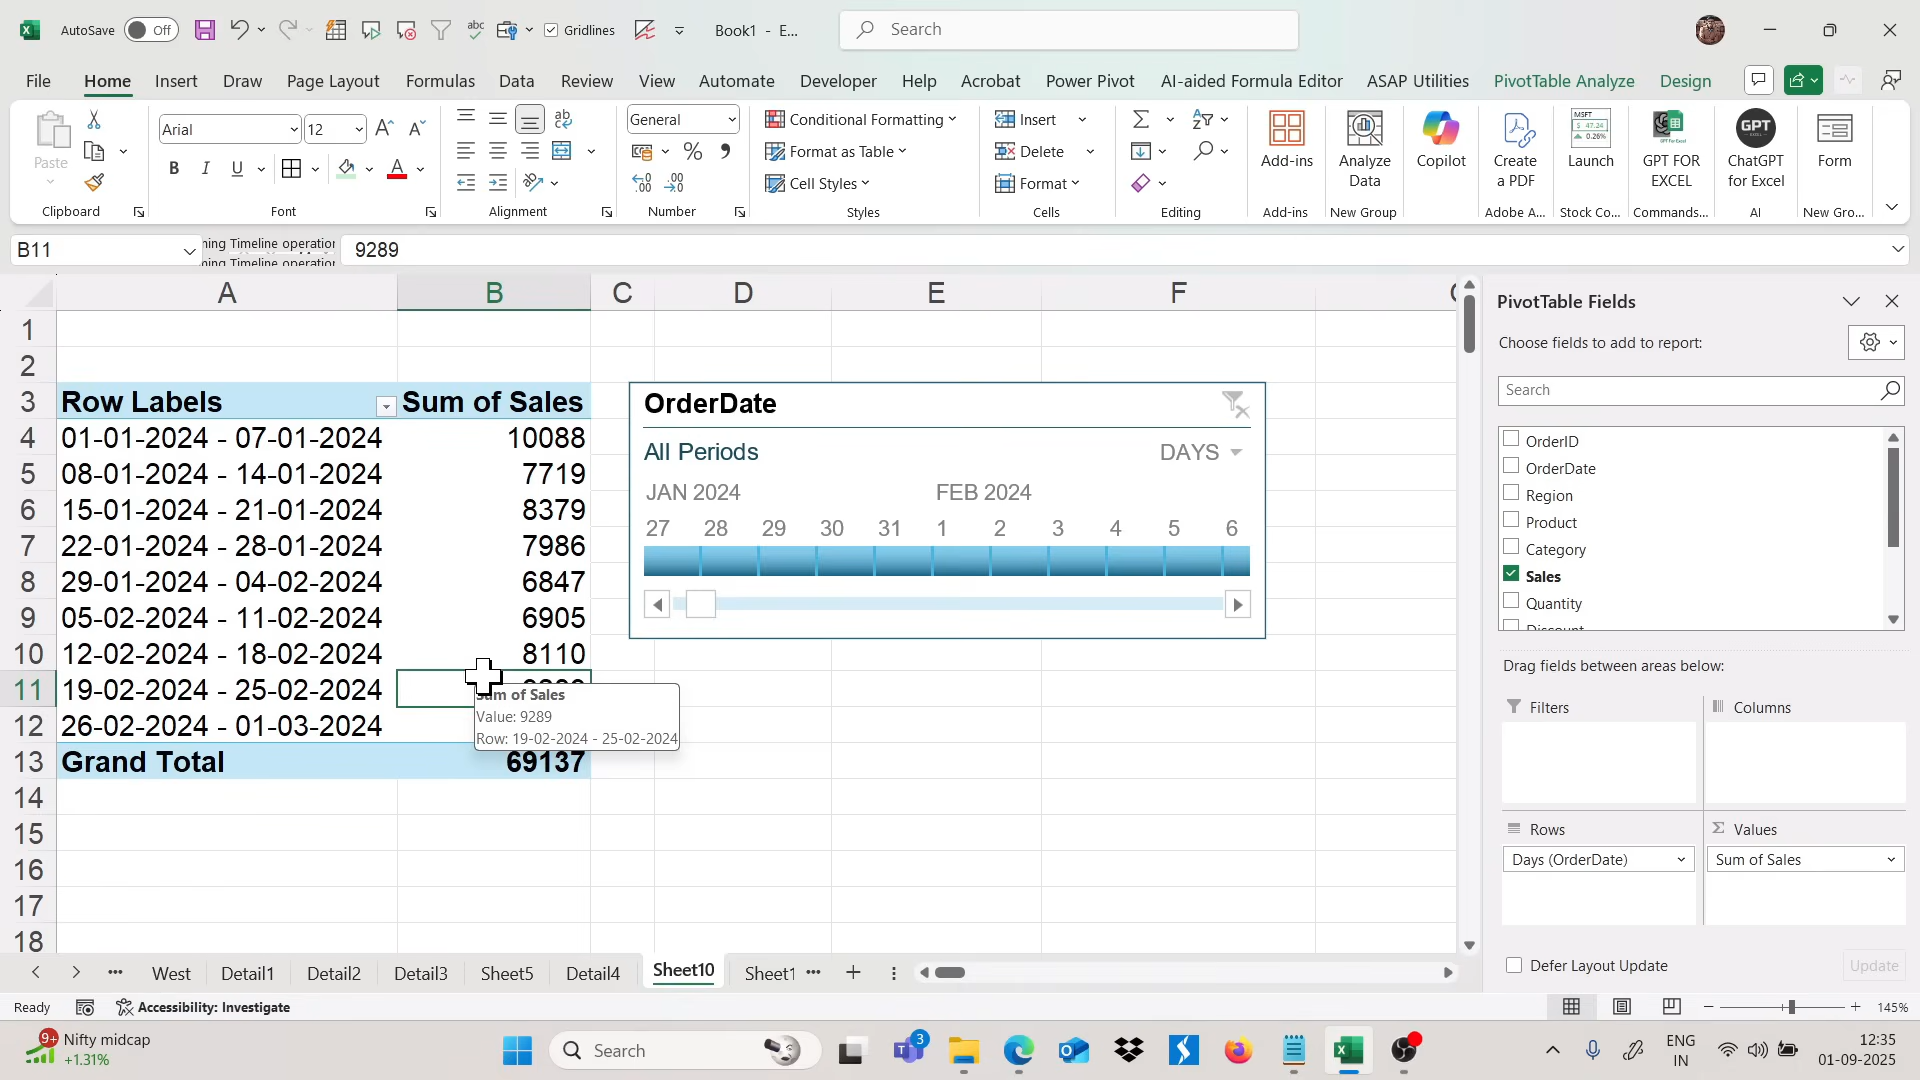 AutoSave Off Gridlines Book1 - E... Search
File Home Insert Draw Page Layout Formulas Data Review View Automate Developer Help Acrobat Power Pivot AI-aided Formula Editor ASAP Utilities PivotTable Analyze Design
Paste
Arial 12
B I U A
General
Conditional Formatting
Format as Table
Cell Styles
Insert
Delete
Format
Add-ins
Analyze Data
Copilot
Create a PDF
MSFT
$ 47.24
0.26%
Launch
GPT FOR EXCEL
GPT
ChatGPT for Excel
Form
Clipboard Font Alignment Number Styles Cells Editing Add-ins New Group Adobe A... Stock Co... Commands... AI New Gro...
B11 9289
A B C D E F
1
2
3 Row Labels Sum of Sales
4 01-01-2024 - 07-01-2024 10088
5 08-01-2024 - 14-01-2024 7719
6 15-01-2024 - 21-01-2024 8379
7 22-01-2024 - 28-01-2024 7986
8 29-01-2024 - 04-02-2024 6847
9 05-02-2024 - 11-02-2024 6905
10 12-02-2024 - 18-02-2024 8110
11 19-02-2024 - 25-02-2024
12 26-02-2024 - 01-03-2024
13 Grand Total 69137
14
15
16
17
18
Sum of Sales
Value: 9289
Row: 19-02-2024 - 25-02-2024
OrderDate
All Periods DAYS
JAN 2024 FEB 2024
27 28 29 30 31 1 2 3 4 5 6
PivotTable Fields
Choose fields to add to report:
Search
OrderID
OrderDate
Region
Product
Category
Sales
Quantity
Discount
Drag fields between areas below:
Filters Columns
Rows Values
Days (OrderDate) Sum of Sales
Defer Layout Update Update
West Detail1 Detail2 Detail3 Sheet5 Detail4 Sheet10 Sheet1
Ready Accessibility: Investigate 145%
9+ Nifty midcap
+1.31%
Search
3
ENG
IN
12:35
01-09-2025